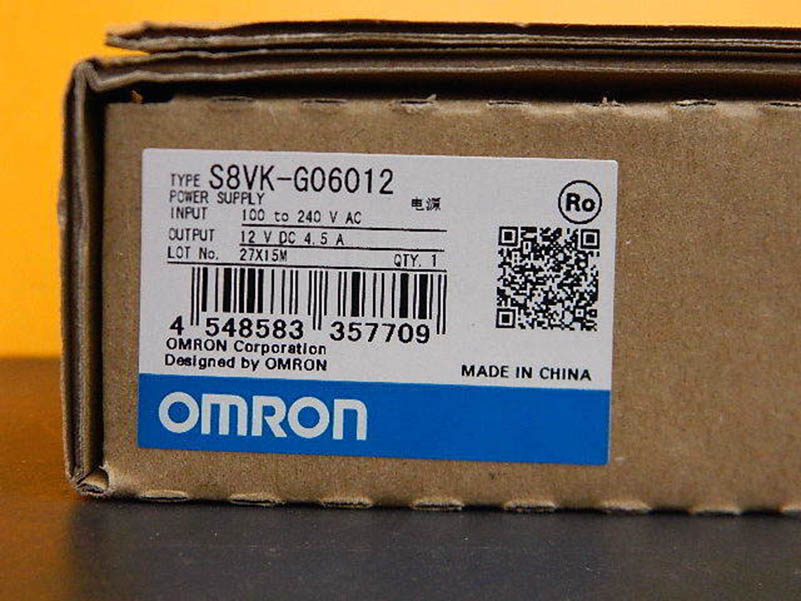 TYPE S8VK-G06012
POWER SUPPLY 电源
Ro
INPUT 100 to 240 V AC
OUTPUT 12 V DC 4.5 A
LOT No. 27X15M QTY. 1
4 548583 357709
OMRON Corporation
Designed by OMRON
MADE IN CHINA
OMRON